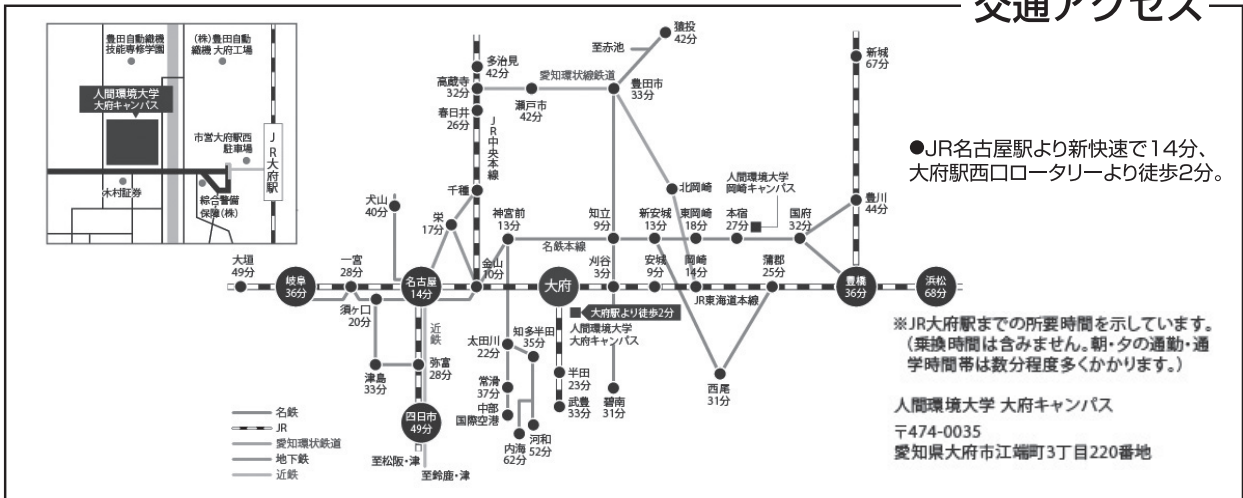 交通アクセス
豊田自動織機
技能専修学園
(株)豊田自動
織機 大府工場
人間環境大学
大府キャンパス
市営大府駅西
駐車場
JR大府駅
木村証券
綜合警備
保障(株)
猿投
42分
至赤池
新城
67分
多治見
42分
愛知環状線鉄道
高蔵寺
32分
豊田市
33分
瀬戸市
42分
春日井
26分
JR中央本線
●JR名古屋駅より新快速で14分、
大府駅西口ロータリーより徒歩2分。
人間環境大学
岡崎キャンパス
北岡崎
千種
犬山
40分
豊川
44分
栄
17分
神宮前
13分
知立
9分
新安城
13分
東岡崎
18分
本宿
27分
国府
32分
名鉄本線
大垣
49分
岐阜
36分
一宮
28分
名古屋
14分
金山
10分
大府
刈谷
3分
安城
9分
岡崎
14分
蒲郡
25分
豊橋
36分
浜松
68分
JR東海道本線
須ヶ口
20分
大府駅より徒歩2分
人間環境大学
大府キャンパス
近鉄
知多半田
35分
太田川
22分
弥富
28分
津島
33分
半田
23分
常滑
37分
中部
国際空港
武豊
33分
碧南
31分
西尾
31分
四日市
49分
内海
62分
河和
52分
至松阪・津
至鈴鹿・津
名鉄
JR
愛知環状鉄道
地下鉄
近鉄
※JR大府駅までの所要時間を示しています。
(乗換時間は含みません。朝・夕の通勤・通
学時間帯は数分程度多くかかります。)
人間環境大学 大府キャンパス
〒474-0035
愛知県大府市江端町3丁目220番地